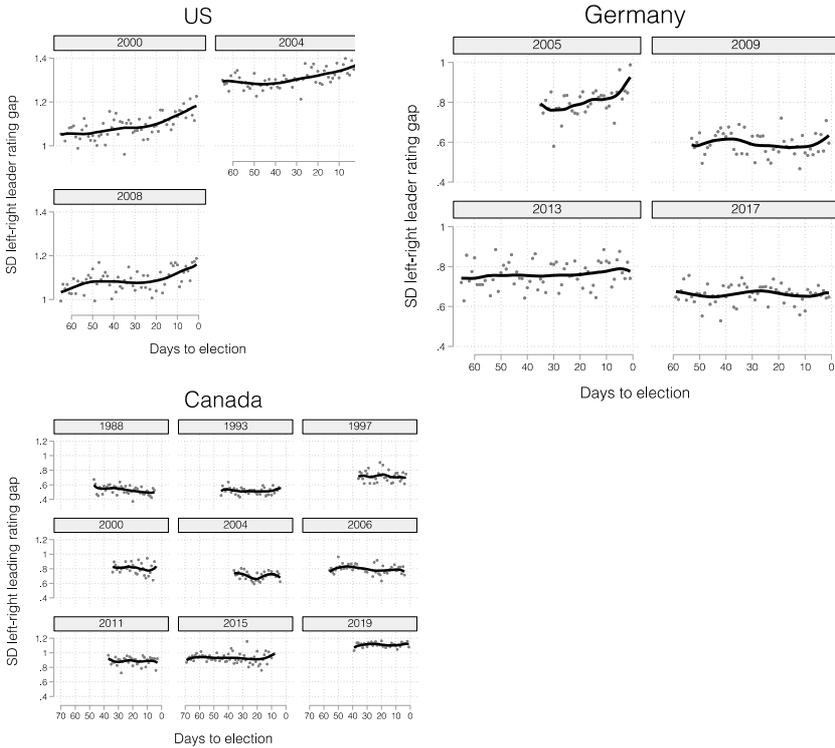 US
2000
2004
1.4
1.2
1
60 50 40 30 20 10
2008
1.4
1.2
1
60 50 40 30 20 10 0
SD left-right leader rating gap
Days to election
Germany
2005
2009
1
.8
.6
.4
2013
2017
1
.8
.6
.4
60 50 40 30 20 10 0
60 50 40 30 20 10 0
SD left-right leader rating gap
Days to election
Canada
1988
1993
1997
1.2
1
.8
.6
.4
2000
2004
2006
1.2
1
.8
.6
.4
2011
2015
2019
1.2
1
.8
.6
.4
70 60 50 40 30 20 10 0
70 60 50 40 30 20 10 0
70 60 50 40 30 20 10 0
SD left-right leading rating gap
Days to election